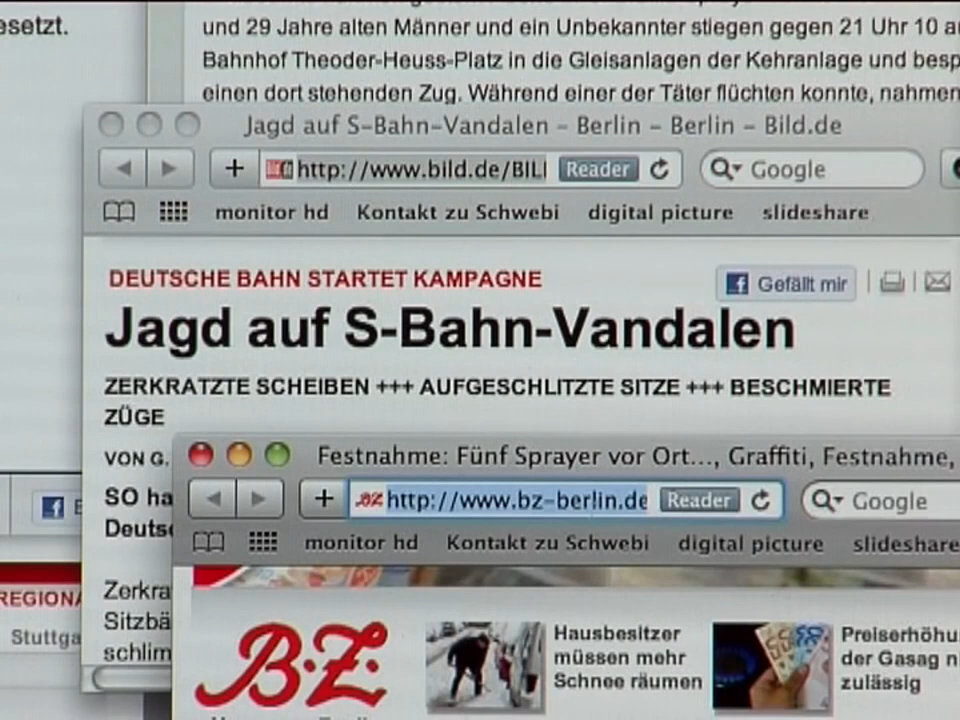 esetzt.
und 29 Jahre alten Männer und ein Unbekannter stiegen gegen 21 Uhr 10
Bahnhof Theoder-Heuss-Platz in die Gleisanlagen der Kehranlage und besp
einen dort stehenden Zug. Während einer der Täter flüchten konnte, nahmen
Jagd auf S-Bahn-Vandalen – Berlin – Berlin – Bild.de
+ http://www.bild.de/BIL Reader Google
monitor hd Kontakt zu Schwebi digital picture slideshare
DEUTSCHE BAHN STARTET KAMPAGNE
Gefällt mir
Jagd auf S-Bahn-Vandalen
ZERKRATZTE SCHEIBEN +++ AUFGESCHLITZTE SITZE +++ BESCHMIERTE
ZÜGE
VON G.
SO ha
Deuts
Zerkra
Sitzbä
schlim
REGIONA
Stuttga
Festnahme: Fünf Sprayer vor Ort..., Graffiti, Festnahme,
+ BZ http://www.bz-berlin.de Reader Google
monitor hd Kontakt zu Schwebi digital picture slideshare
B·Z·
Hausbesitzer
müssen mehr
Schnee räumen
Preiserhöhu
der Gasag n
zulässig